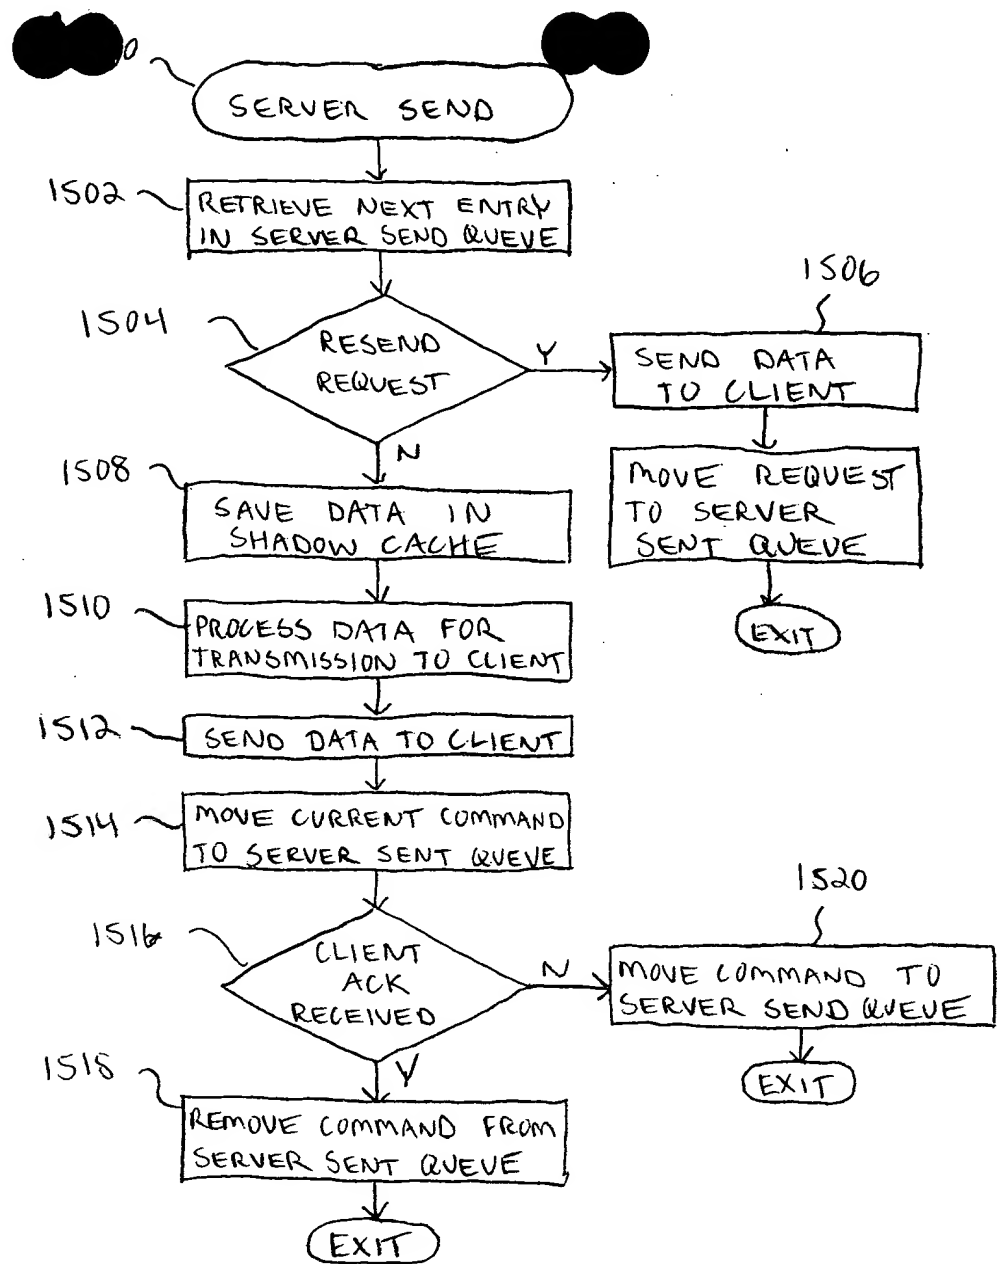 0
SERVER SEND
1502
RETRIEVE NEXT ENTRY
IN SERVER SEND QUEUE
1504
RESEND
REQUEST
Y
N
1506
SEND DATA
TO CLIENT
MOVE REQUEST
TO SERVER
SENT QUEUE
EXIT
1508
SAVE DATA IN
SHADOW CACHE
1510
PROCESS DATA FOR
TRANSMISSION TO CLIENT
1512
SEND DATA TO CLIENT
1514
MOVE CURRENT COMMAND
TO SERVER SENT QUEUE
1516
CLIENT
ACK
RECEIVED
N
Y
1520
MOVE COMMAND TO
SERVER SEND QUEUE
EXIT
1518
REMOVE COMMAND FROM
SERVER SENT QUEUE
EXIT